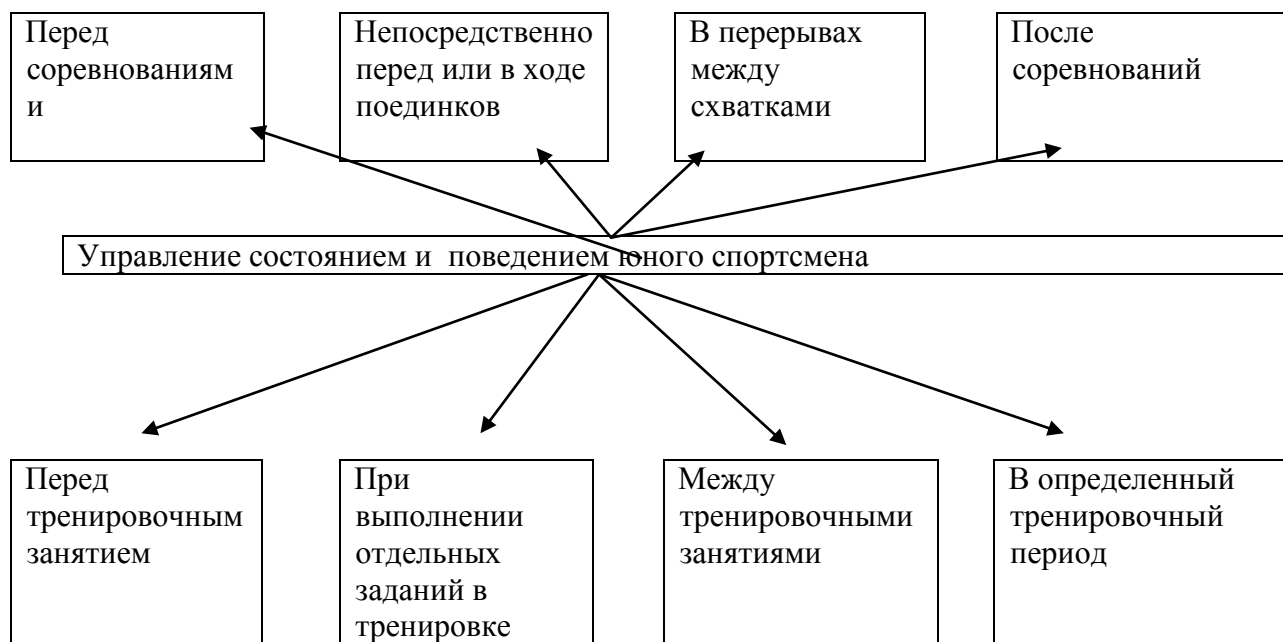 Перед
соревнованиям
и
Непосредственно
перед или в ходе
поединков
В перерывах
между
схватками
После
соревнований
Управление состоянием и  поведением юного спортсмена
Перед
тренировочным
занятием
При
выполнении
отдельных
заданий в
тренировке
Между
тренировочными
занятиями
В определенный
тренировочный
период